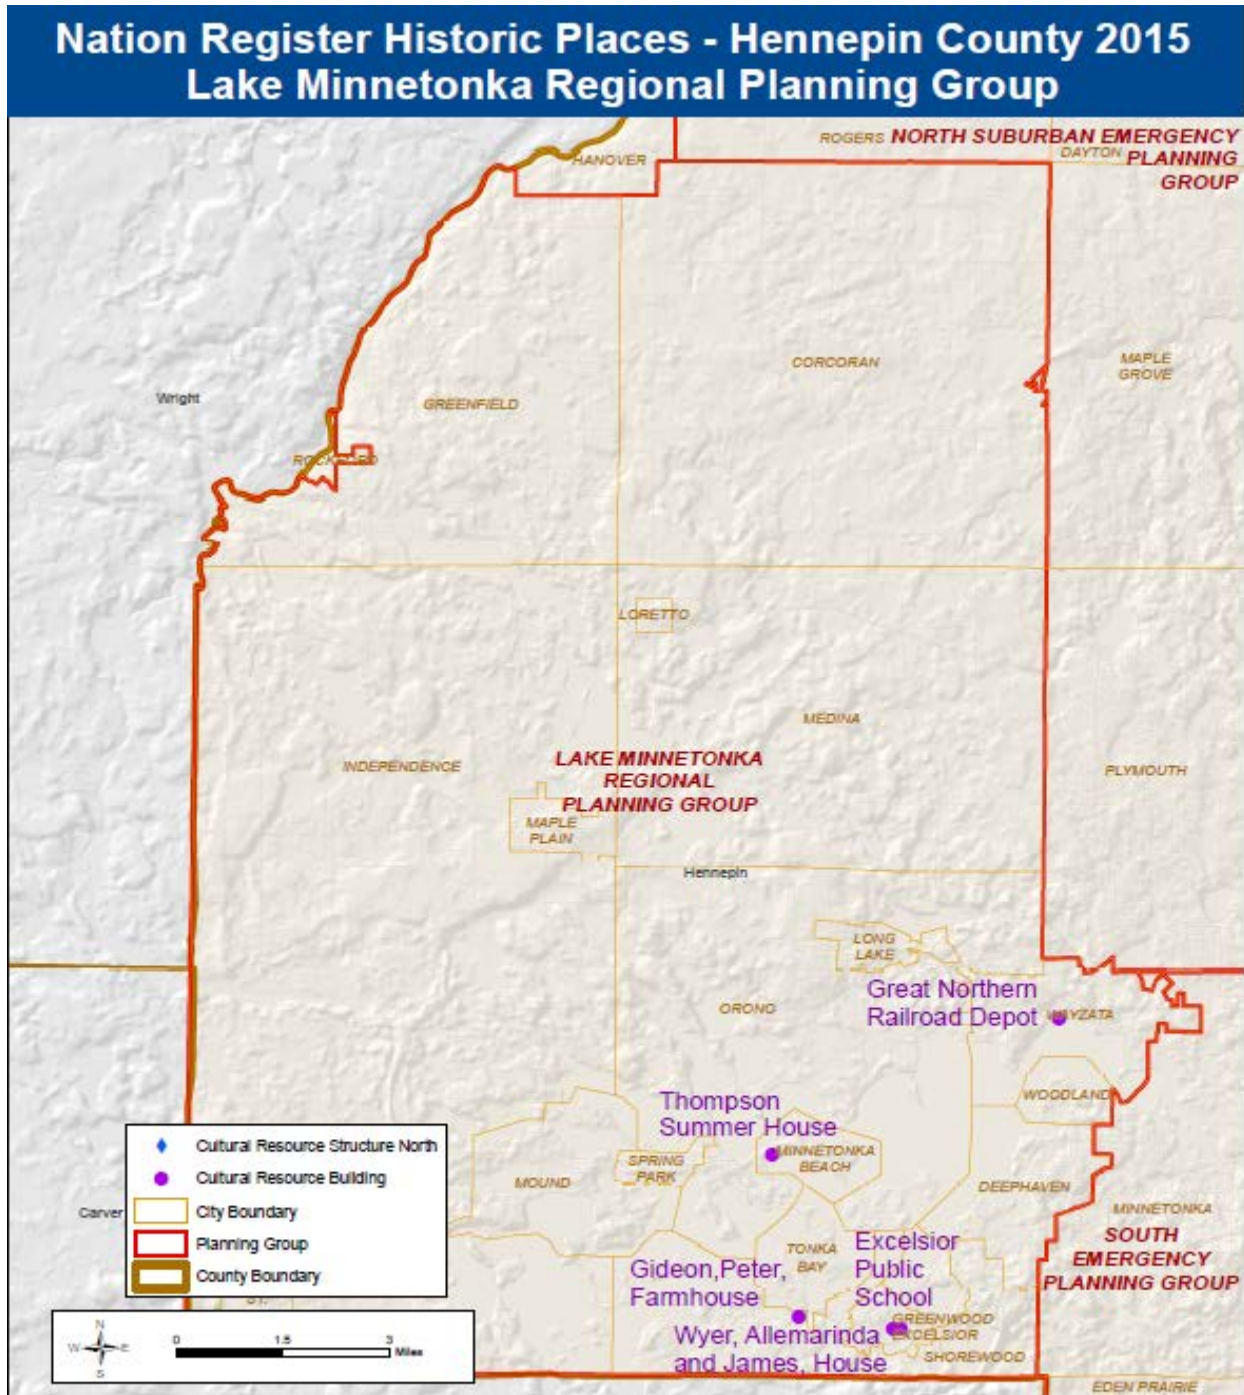 Nation Register Historic Places - Hennepin County 2015
Lake Minnetonka Regional Planning Group
ROGERS
NORTH SUBURBAN EMERGENCY
PLANNING
GROUP
DAYTON
HANOVER
CORCORAN
MAPLE
GROVE
Wright
GREENFIELD
ROCKFORD
LORETTO
MEDINA
INDEPENDENCE
LAKE MINNETONKA
REGIONAL
PLANNING GROUP
PLYMOUTH
MAPLE
PLAIN
Hennepin
LONG
LAKE
Great Northern
Railroad Depot
WAYZATA
ORONO
WOODLAND
Thompson
Summer House
MINNETONKA
BEACH
SPRING
PARK
MOUND
DEEPHAVEN
MINNETONKA
SOUTH
EMERGENCY
PLANNING GROUP
TONKA
BAY
Excelsior
Public
School
Gideon,Peter,
Farmhouse
GREENWOOD
EXCELSIOR
Wyer, Allemarinda
and James, House
SHOREWOOD
EDEN PRAIRIE
Carver
ST.
Cultural Resource Structure North
Cultural Resource Building
City Boundary
Planning Group
County Boundary
N
W E
S
0 1.5 3
Miles